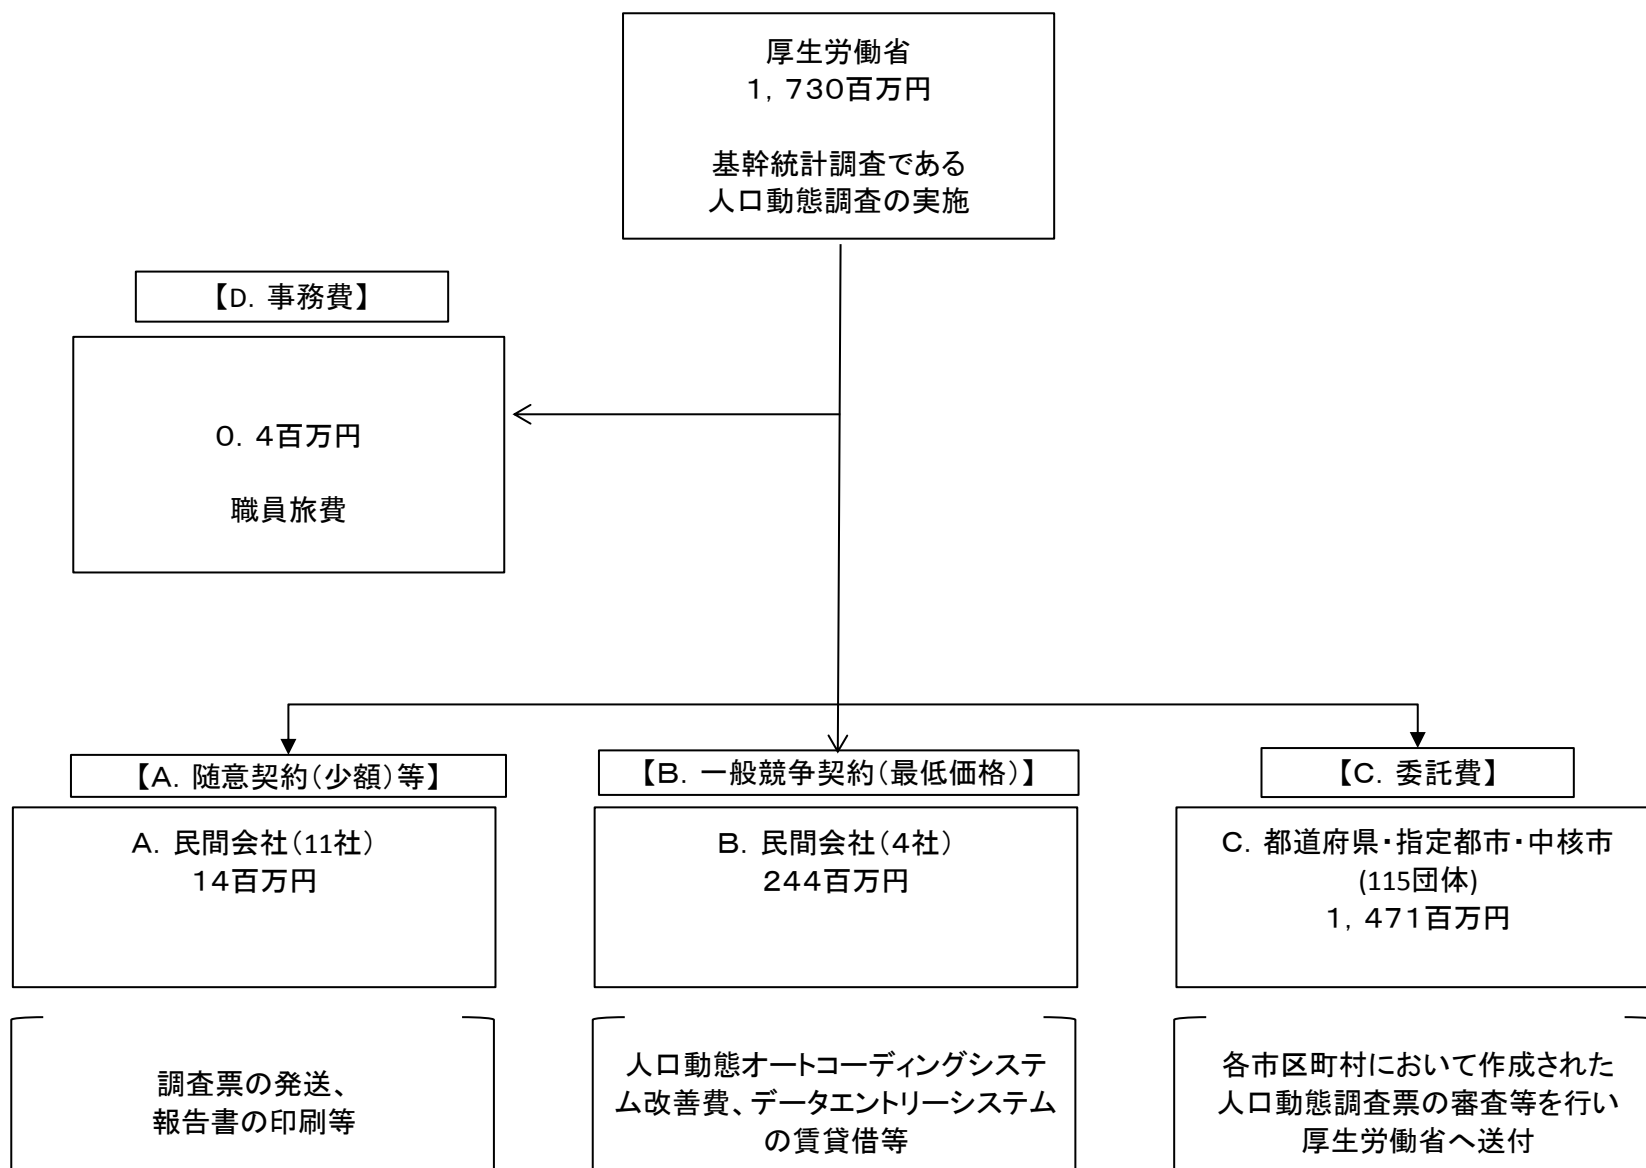 厚生労働省
1,730百万円
基幹統計調査である
人口動態調査の実施
【D. 事務費】
0.4百万円
職員旅費
【A. 随意契約(少額)等】
A. 民間会社(11社)
14百万円
調査票の発送、
報告書の印刷等
【B. 一般競争契約(最低価格)】
B. 民間会社(4社)
244百万円
人口動態オートコーディングシステ
ム改善費、データエントリーシステム
の賃貸借等
【C. 委託費】
C. 都道府県・指定都市・中核市
(115団体)
1,471百万円
各市区町村において作成された
人口動態調査票の審査等を行い
厚生労働省へ送付